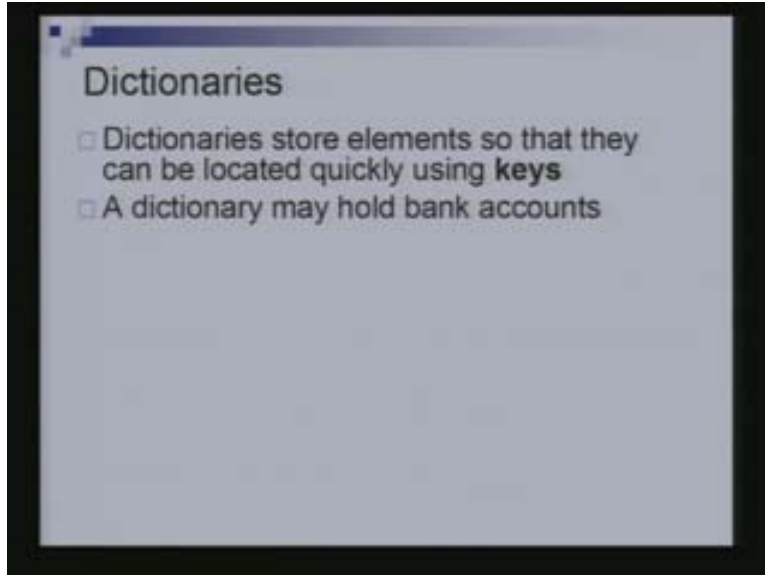 Dictionaries
Dictionaries store elements so that they
can be located quickly using keys
A dictionary may hold bank accounts